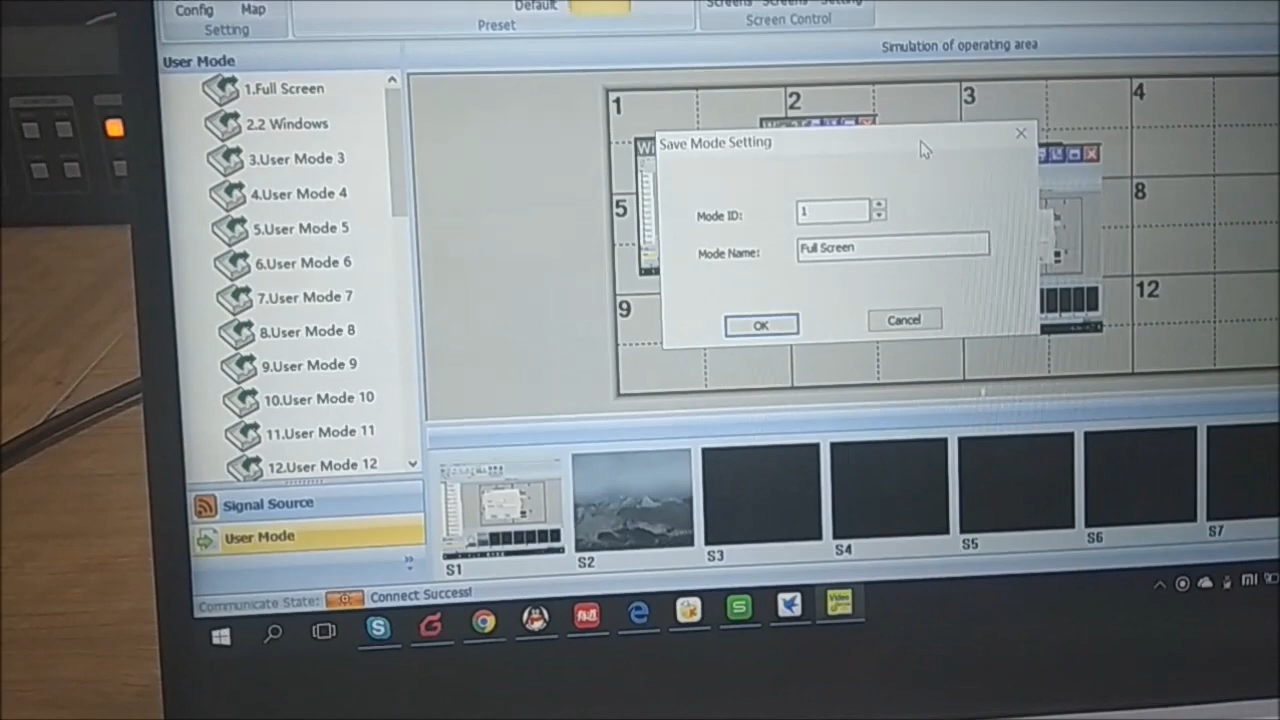 Config Map
Setting
Default
Preset
Screens Screens Setting
Screen Control
Simulation of operating area
User Mode
1.Full Screen
2.2 Windows
3.User Mode 3
4.User Mode 4
5.User Mode 5
6.User Mode 6
7.User Mode 7
8.User Mode 8
9.User Mode 9
10.User Mode 10
11.User Mode 11
12.User Mode 12
Signal Source
User Mode
Communicate State:
Connect Success!
1
2
3
4
5
8
9
12
Save Mode Setting
Mode ID:
1
Mode Name:
Full Screen
OK
Cancel
S1
S2
S3
S4
S5
S6
S7